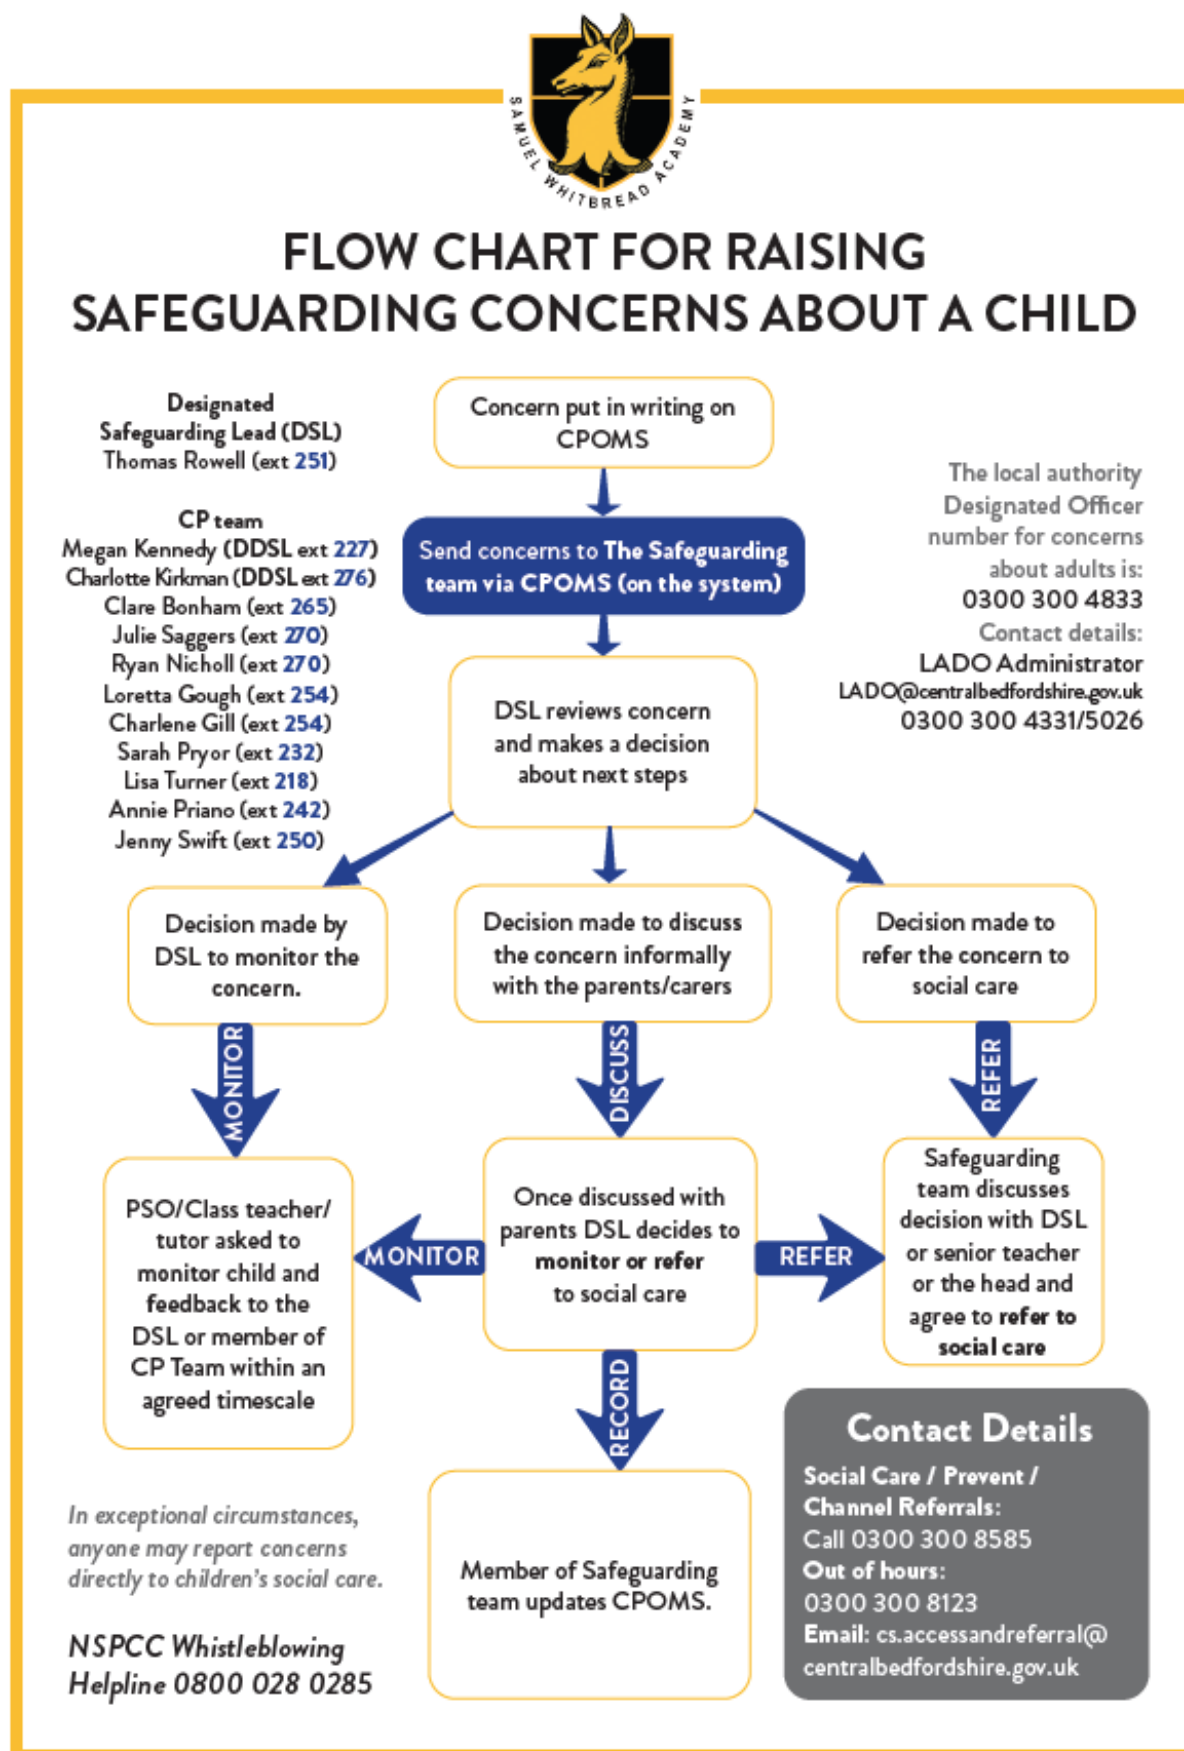 SAMUEL WHITBREAD ACADEMY
FLOW CHART FOR RAISING
SAFEGUARDING CONCERNS ABOUT A CHILD
Designated
Safeguarding Lead (DSL)
Thomas Rowell (ext 251)
CP team
Megan Kennedy (DDSL ext 227)
Charlotte Kirkman (DDSL ext 276)
Clare Bonham (ext 265)
Julie Saggers (ext 270)
Ryan Nicholl (ext 270)
Loretta Gough (ext 254)
Charlene Gill (ext 254)
Sarah Pryor (ext 232)
Lisa Turner (ext 218)
Annie Priano (ext 242)
Jenny Swift (ext 250)
Concern put in writing on
CPOMS
Send concerns to The Safeguarding
team via CPOMS (on the system)
DSL reviews concern
and makes a decision
about next steps
The local authority
Designated Officer
number for concerns
about adults is:
0300 300 4833
Contact details:
LADO Administrator
LADO@centralbedfordshire.gov.uk
0300 300 4331/5026
Decision made by
DSL to monitor the
concern.
Decision made to discuss
the concern informally
with the parents/carers
Decision made to
refer the concern to
social care
MONITOR
DISCUSS
REFER
PSO/Class teacher/
tutor asked to
monitor child and
feedback to the
DSL or member of
CP Team within an
agreed timescale
MONITOR
Once discussed with
parents DSL decides to
monitor or refer
to social care
REFER
Safeguarding
team discusses
decision with DSL
or senior teacher
or the head and
agree to refer to
social care
RECORD
Member of Safeguarding
team updates CPOMS.
In exceptional circumstances,
anyone may report concerns
directly to children's social care.
NSPCC Whistleblowing
Helpline 0800 028 0285
Contact Details
Social Care / Prevent /
Channel Referrals:
Call 0300 300 8585
Out of hours:
0300 300 8123
Email: cs.accessandreferral@
centralbedfordshire.gov.uk